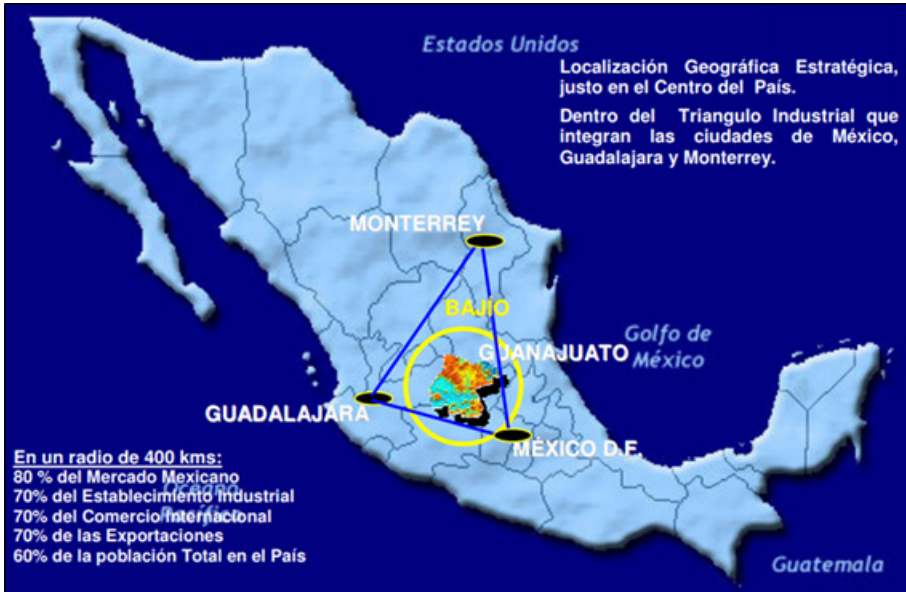 Estados Unidos
Localización Geográfica Estratégica,
justo en el Centro del País.
Dentro del Triangulo Industrial que
integran las ciudades de México,
Guadalajara y Monterrey.
MONTERREY
BAJÍO
Golfo de
México
GUANAJUATO
GUADALAJARA
MÉXICO D.F.
En un radio de 400 kms:
80 % del Mercado Mexicano
70% del Establecimiento Industrial
70% del Comercio Internacional
70% de las Exportaciones
60% de la población Total en el País
Océano
Pacífico
Guatemala